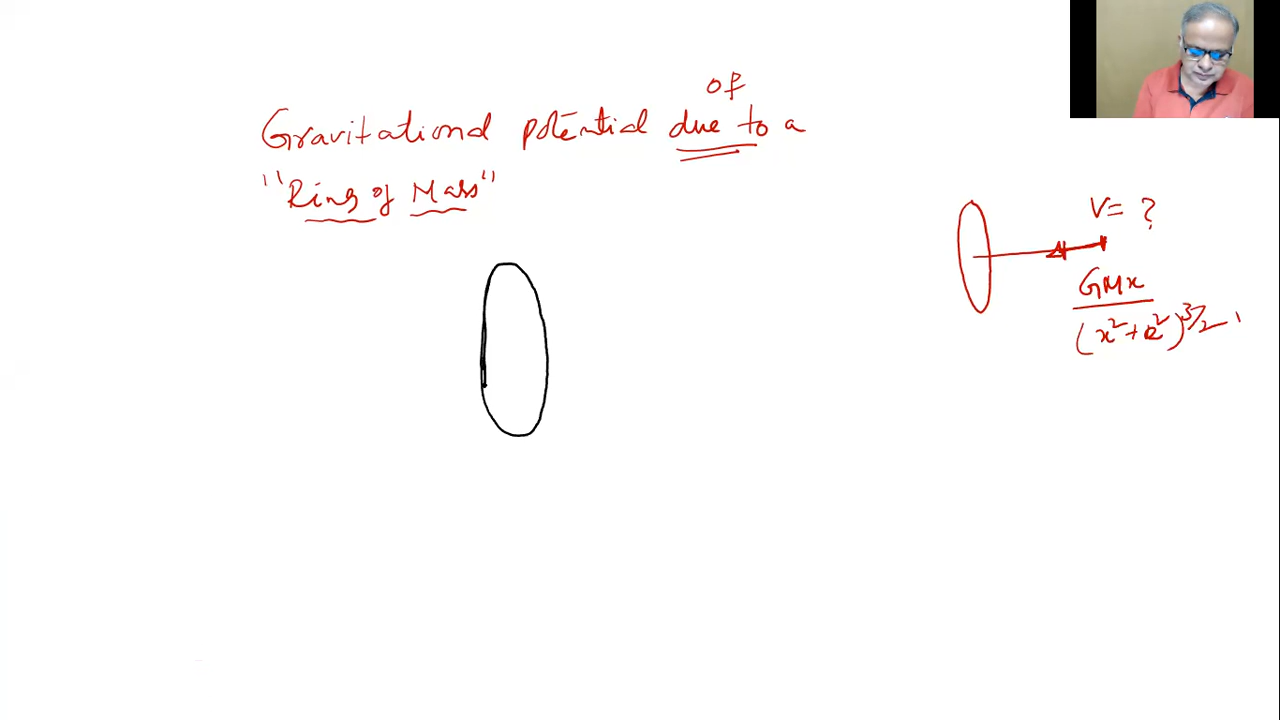 of
Gravitational potential due to a
"Ring of Mass"
V= ?
GMx
(x²+a²)^3/2